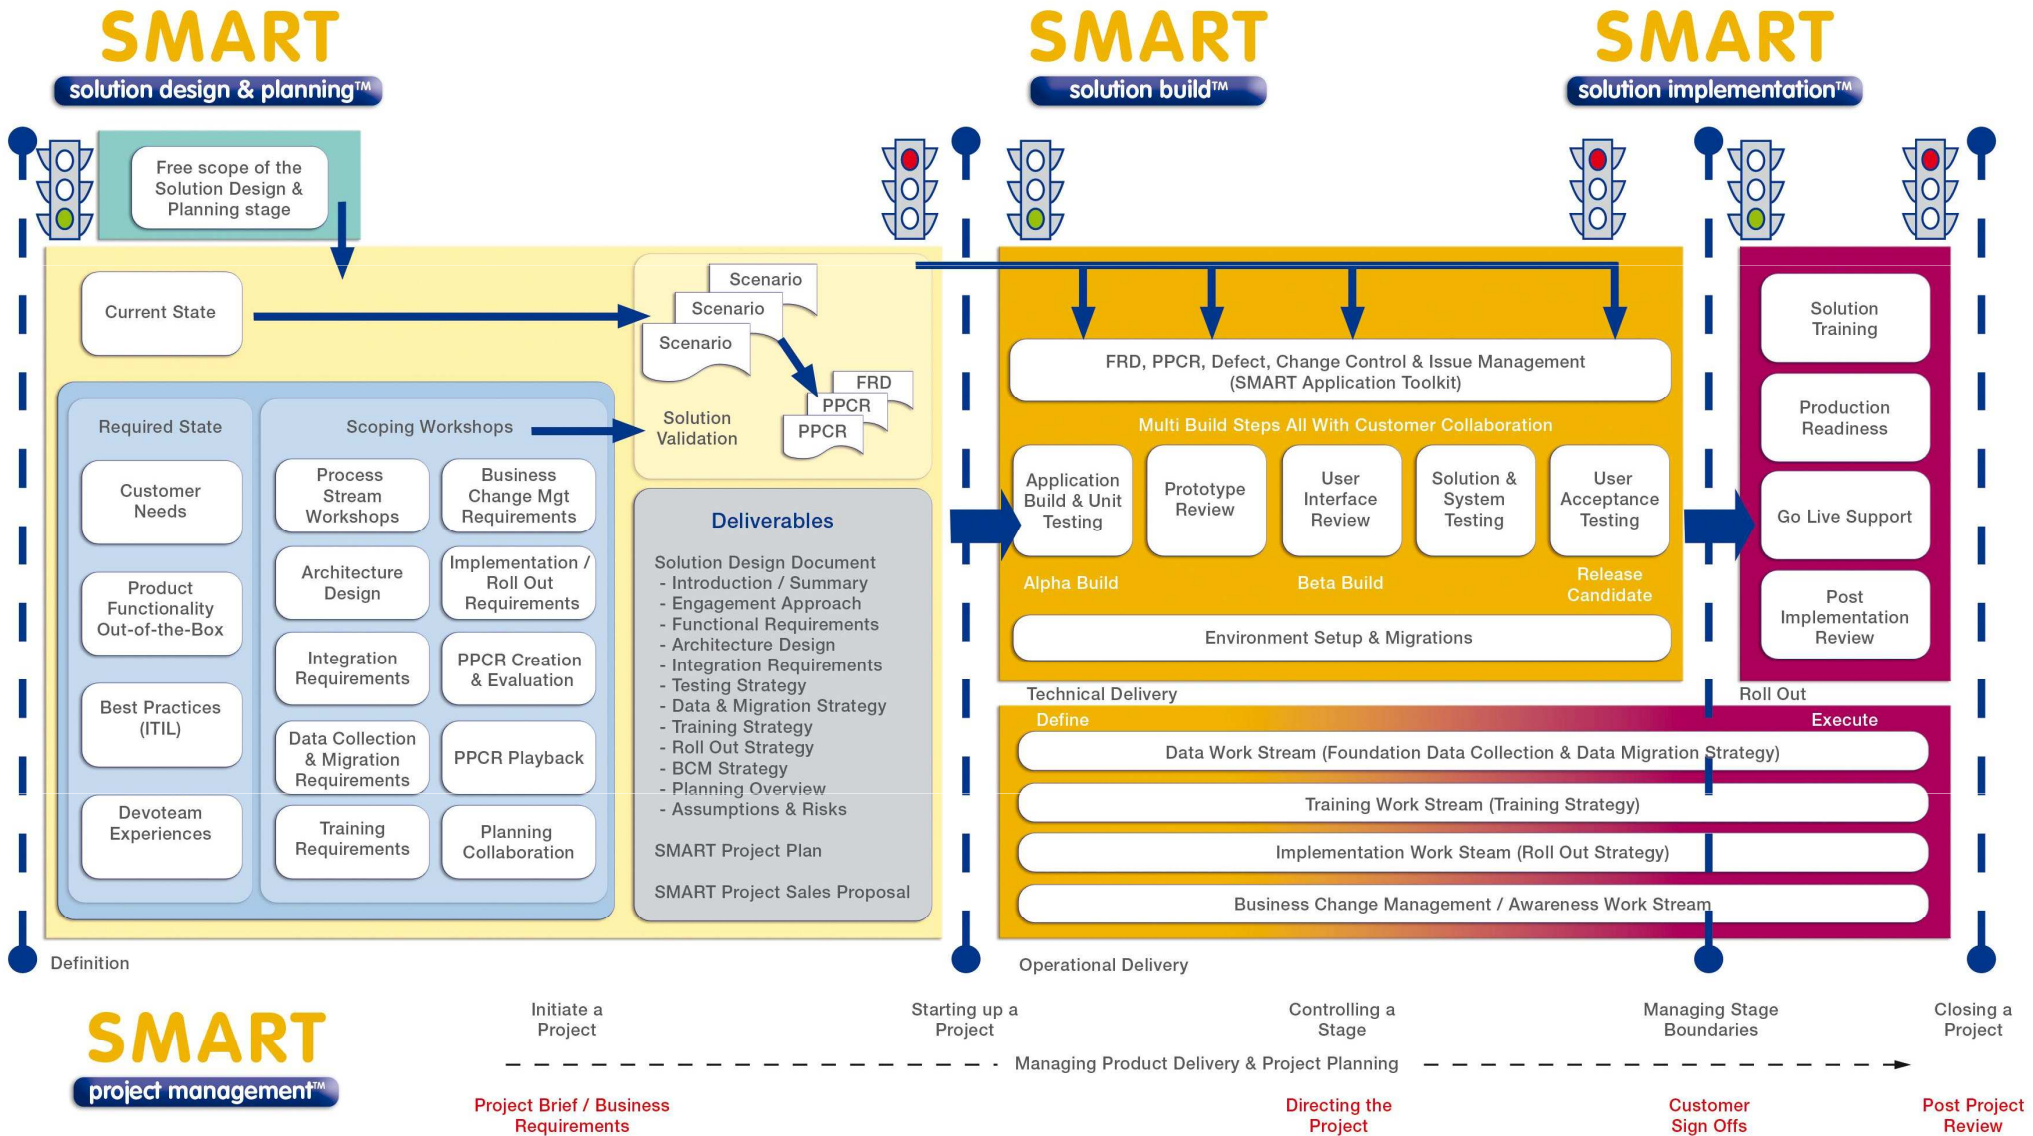 SMART
solution design & planning™
SMART
solution build™
SMART
solution implementation™
Free scope of the
Solution Design &
Planning stage
Current State
Scenario
Scenario
Scenario
FRD
PPCR
PPCR
Solution
Validation
Required State
Customer
Needs
Product
Functionality
Out-of-the-Box
Best Practices
(ITIL)
Devoteam
Experiences
Scoping Workshops
Process
Stream
Workshops
Business
Change Mgt
Requirements
Architecture
Design
Implementation /
Roll Out
Requirements
Integration
Requirements
PPCR Creation
& Evaluation
Data Collection
& Migration
Requirements
PPCR Playback
Training
Requirements
Planning
Collaboration
Deliverables
Solution Design Document
- Introduction / Summary
- Engagement Approach
- Functional Requirements
- Architecture Design
- Integration Requirements
- Testing Strategy
- Data & Migration Strategy
- Training Strategy
- Roll Out Strategy
- BCM Strategy
- Planning Overview
- Assumptions & Risks
SMART Project Plan
SMART Project Sales Proposal
Definition
FRD, PPCR, Defect, Change Control & Issue Management
(SMART Application Toolkit)
Multi Build Steps All With Customer Collaboration
Application
Build & Unit
Testing
Prototype
Review
User
Interface
Review
Solution &
System
Testing
User
Acceptance
Testing
Alpha Build
Beta Build
Release
Candidate
Environment Setup & Migrations
Technical Delivery
Solution
Training
Production
Readiness
Go Live Support
Post
Implementation
Review
Roll Out
Define
Execute
Data Work Stream (Foundation Data Collection & Data Migration Strategy)
Training Work Stream (Training Strategy)
Implementation Work Steam (Roll Out Strategy)
Business Change Management / Awareness Work Stream
Operational Delivery
SMART
project management™
Initiate a
Project
Starting up a
Project
Controlling a
Stage
Managing Stage
Boundaries
Closing a
Project
Managing Product Delivery & Project Planning
Project Brief / Business
Requirements
Directing the
Project
Customer
Sign Offs
Post Project
Review